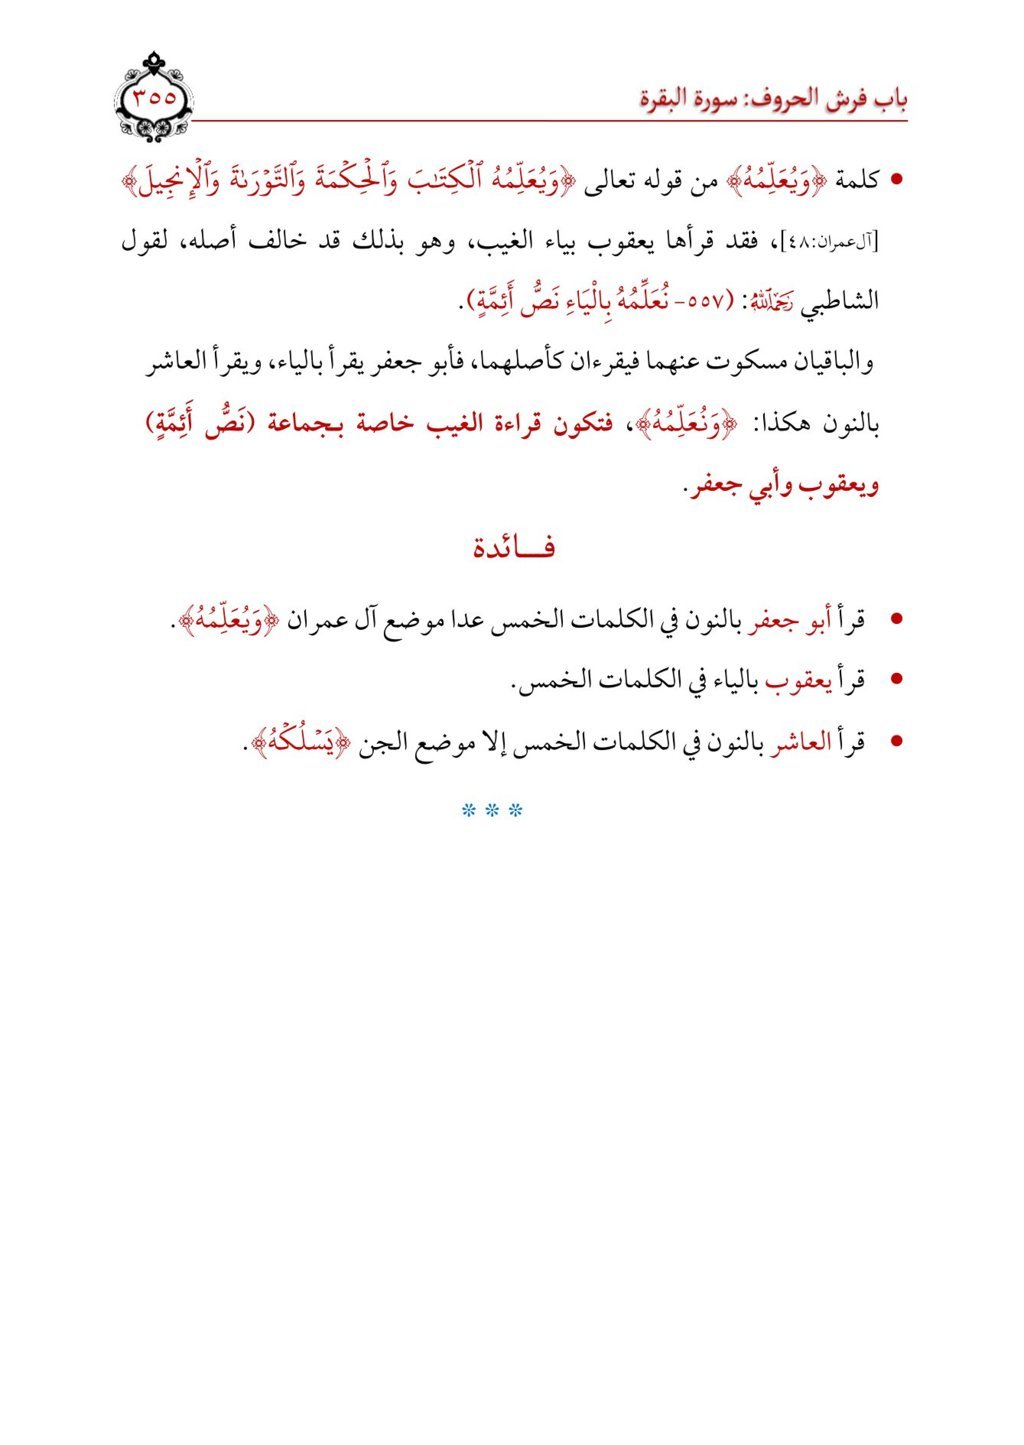 باب فرش الحروف: سورة البقرة
٣٥٥
• كلمة ﴿وَيُعَلِّمُهُ﴾ من قوله تعالى ﴿وَيُعَلِّمُهُ ٱلۡكِتَٰبَ وَٱلۡحِكۡمَةَ وَٱلتَّوۡرَىٰةَ وَٱلۡإِنجِيلَ﴾
[آل عمران:٤٨]، فقد قرأها يعقوب بياء الغيب، وهو بذلك قد خالف أصله، لقول
الشاطبي رَحِمَهُ ٱللَّهُ: (٥٥٧- نُعَلِّمُهُ بِالْيَاءِ نَصُّ أَئِمَّةٍ).
والباقيان مسكوت عنهما فيقرءان كأصلهما، فأبو جعفر يقرأ بالياء، ويقرأ العاشر
بالنون هكذا: ﴿وَنُعَلِّمُهُ﴾، فتكون قراءة الغيب خاصة بجماعة (نَصُّ أَئِمَّةٍ)
ويعقوب وأبي جعفر.
فـــائدة
• قرأ أبو جعفر بالنون في الكلمات الخمس عدا موضع آل عمران ﴿وَيُعَلِّمُهُ﴾.
• قرأ يعقوب بالياء في الكلمات الخمس.
• قرأ العاشر بالنون في الكلمات الخمس إلا موضع الجن ﴿يَسۡلُكۡهُ﴾.
* * *